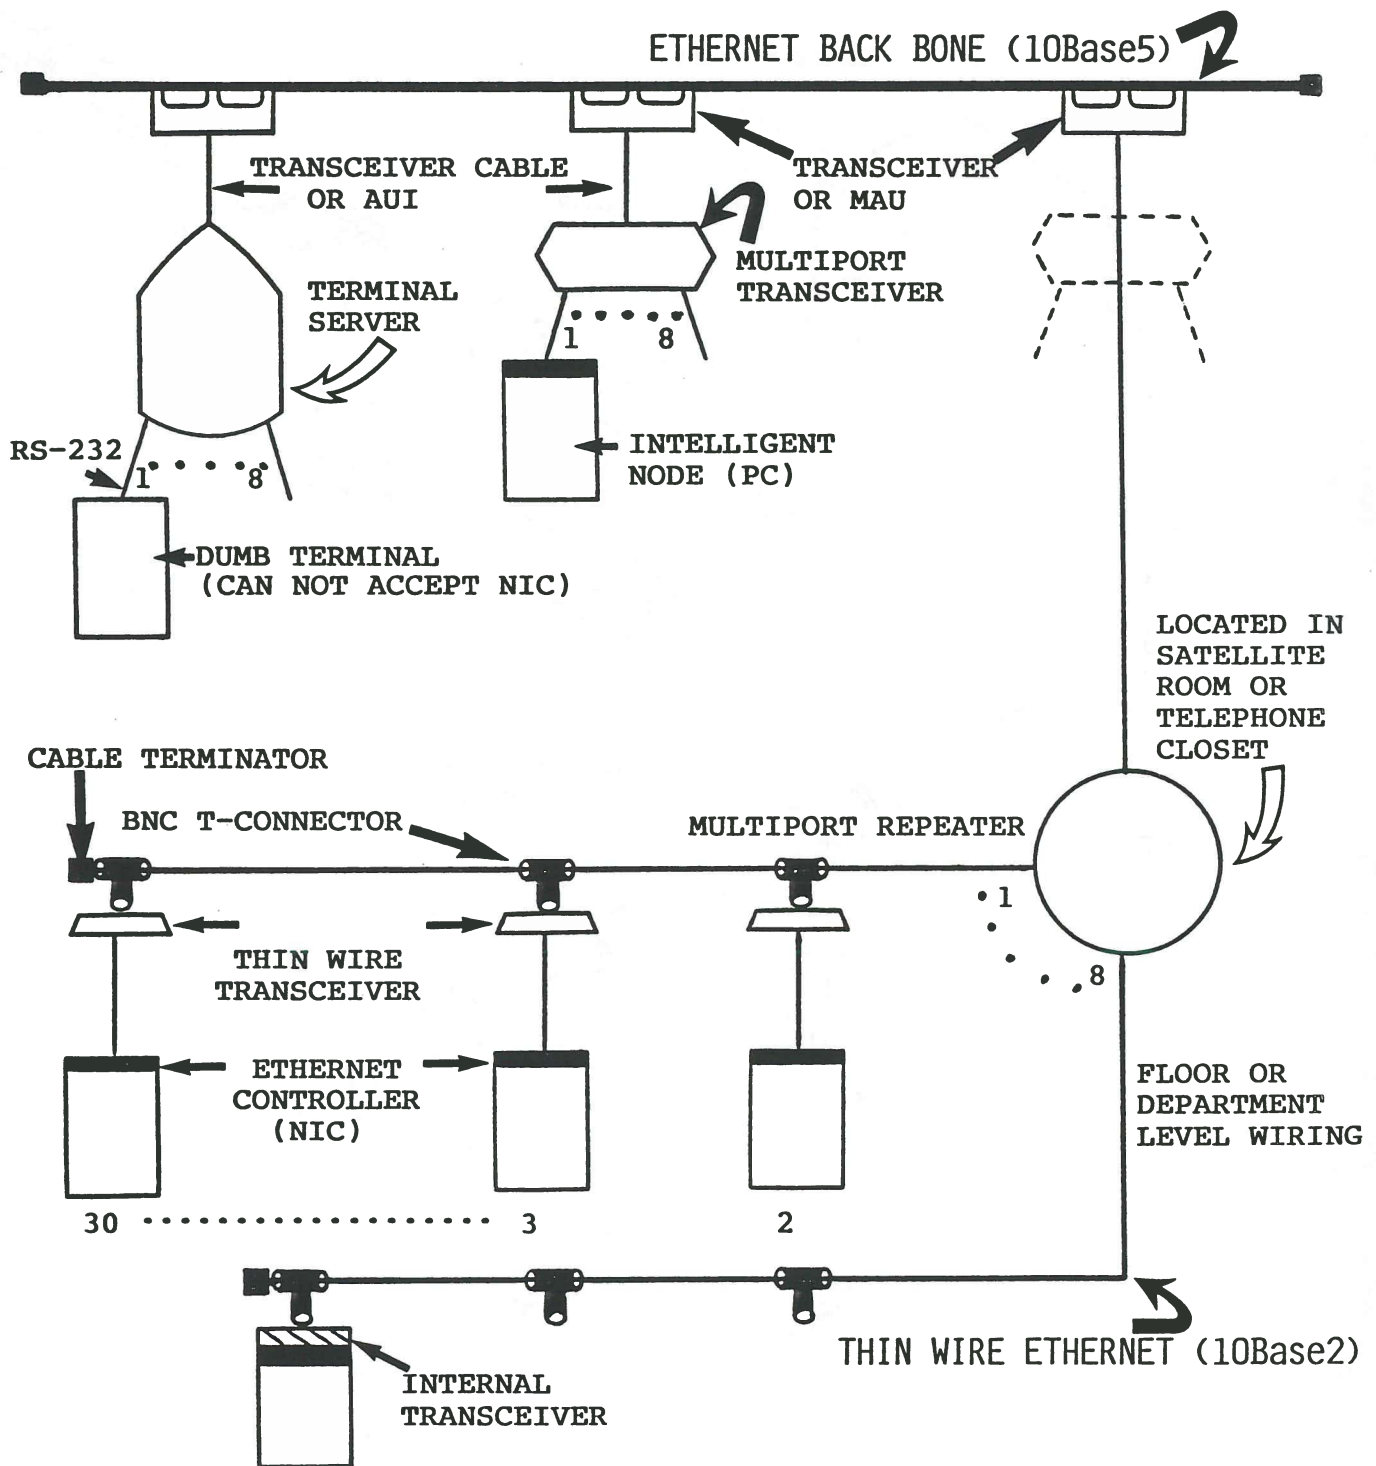 ETHERNET BACK BONE (10Base5)
TRANSCEIVER CABLE
OR AUI
TRANSCEIVER
OR MAU
MULTIPORT
TRANSCEIVER
TERMINAL
SERVER
1 8
RS-232
1 8
INTELLIGENT
NODE (PC)
DUMB TERMINAL
(CAN NOT ACCEPT NIC)
LOCATED IN
SATELLITE
ROOM OR
TELEPHONE
CLOSET
CABLE TERMINATOR
BNC T-CONNECTOR
MULTIPORT REPEATER
1
8
THIN WIRE
TRANSCEIVER
ETHERNET
CONTROLLER
(NIC)
FLOOR OR
DEPARTMENT
LEVEL WIRING
30 3 2
THIN WIRE ETHERNET (10Base2)
INTERNAL
TRANSCEIVER